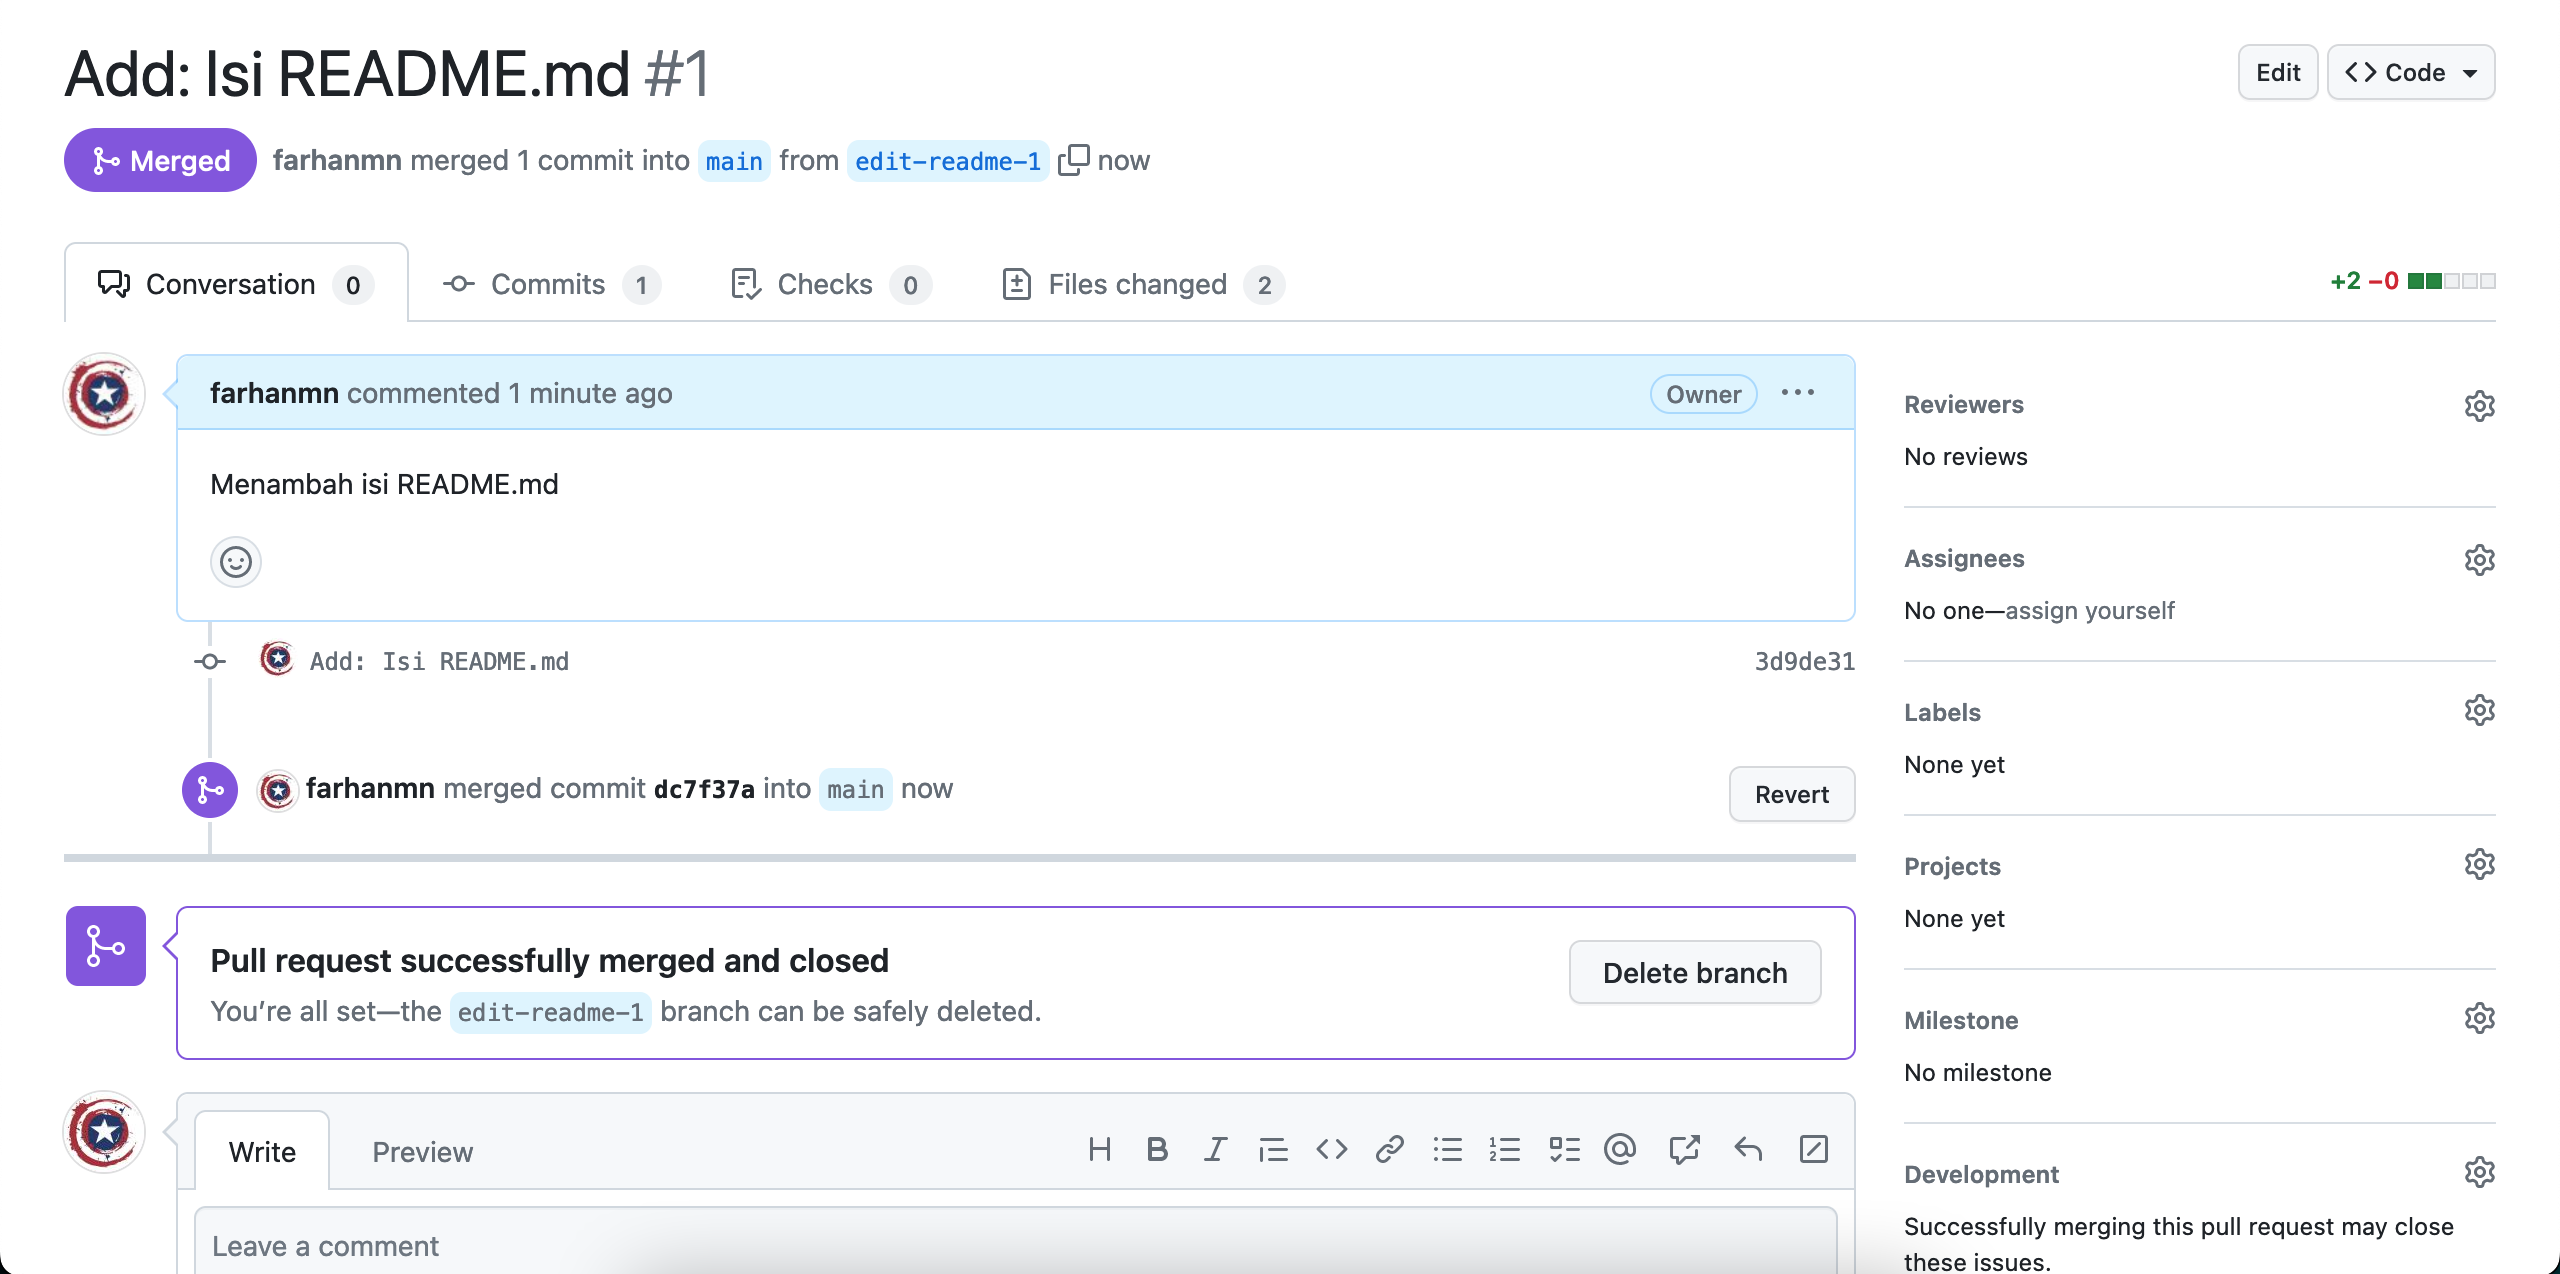 Add: Isi README.md #1
Edit
Code
Merged
farhanmn merged 1 commit into main from edit-readme-1 now
Conversation 0
Commits 1
Checks 0
Files changed 2
+2 −0
farhanmn commented 1 minute ago
Owner
Menambah isi README.md
Add: Isi README.md
3d9de31
farhanmn merged commit dc7f37a into main now
Revert
Pull request successfully merged and closed
You’re all set—the edit-readme-1 branch can be safely deleted.
Delete branch
Write
Preview
Leave a comment
Reviewers
No reviews
Assignees
No one—assign yourself
Labels
None yet
Projects
None yet
Milestone
No milestone
Development
Successfully merging this pull request may close
these issues.